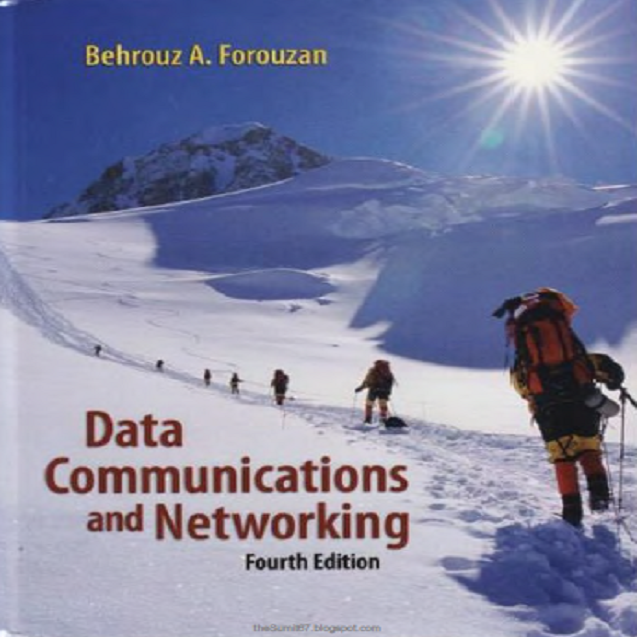 Behrouz A. Forouzan
Data
Communications
and Networking
Fourth Edition